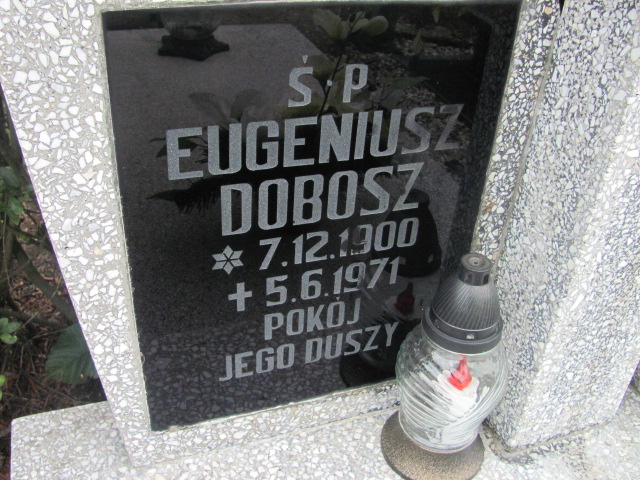 Ś.P
EUGENIUSZ
DOBOSZ
* 7.12.1900
+ 5.6.1971
POKÓJ
JEGO DUSZY